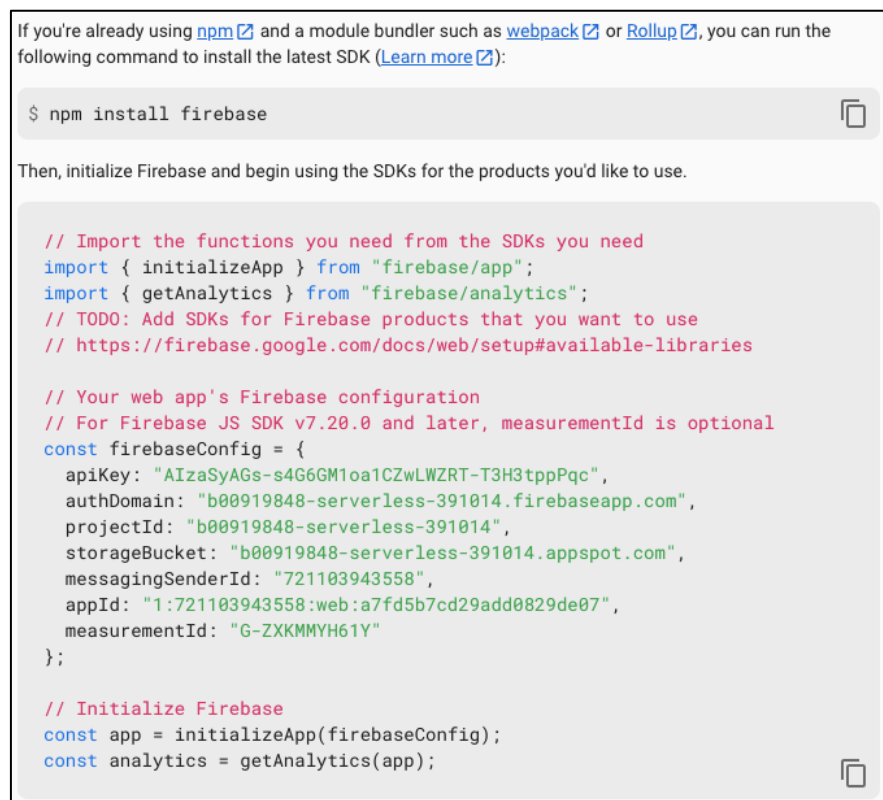 If you're already using npm and a module bundler such as webpack or Rollup, you can run the
following command to install the latest SDK (Learn more):
$ npm install firebase
Then, initialize Firebase and begin using the SDKs for the products you'd like to use.
// Import the functions you need from the SDKs you need
import { initializeApp } from "firebase/app";
import { getAnalytics } from "firebase/analytics";
// TODO: Add SDKs for Firebase products that you want to use
// https://firebase.google.com/docs/web/setup#available-libraries
// Your web app's Firebase configuration
// For Firebase JS SDK v7.20.0 and later, measurementId is optional
const firebaseConfig = {
  apiKey: "AIzaSyAGs-s4G6GM1oa1CZwLWZRT-T3H3tppPqc",
  authDomain: "b00919848-serverless-391014.firebaseapp.com",
  projectId: "b00919848-serverless-391014",
  storageBucket: "b00919848-serverless-391014.appspot.com",
  messagingSenderId: "721103943558",
  appId: "1:721103943558:web:a7fd5b7cd29add0829de07",
  measurementId: "G-ZXKMMYH61Y"
};
// Initialize Firebase
const app = initializeApp(firebaseConfig);
const analytics = getAnalytics(app);